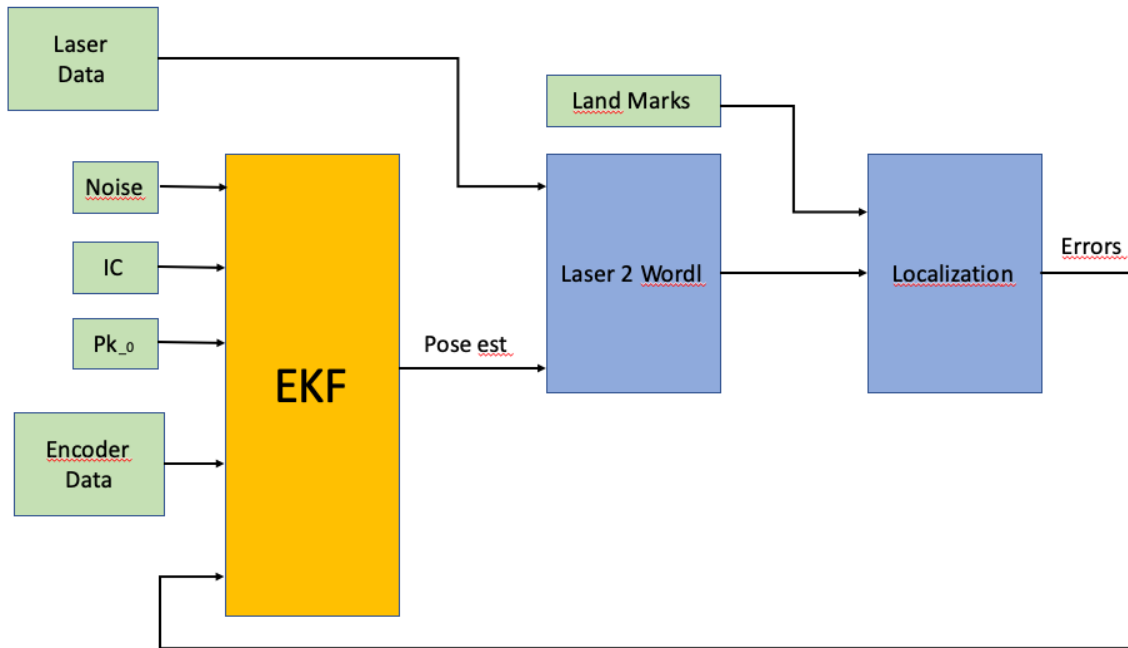 Laser
Data
Land Marks
Noise
IC
Pk_0
Encoder
Data
EKF
Pose est
Laser 2 Wordl
Localization
Errors